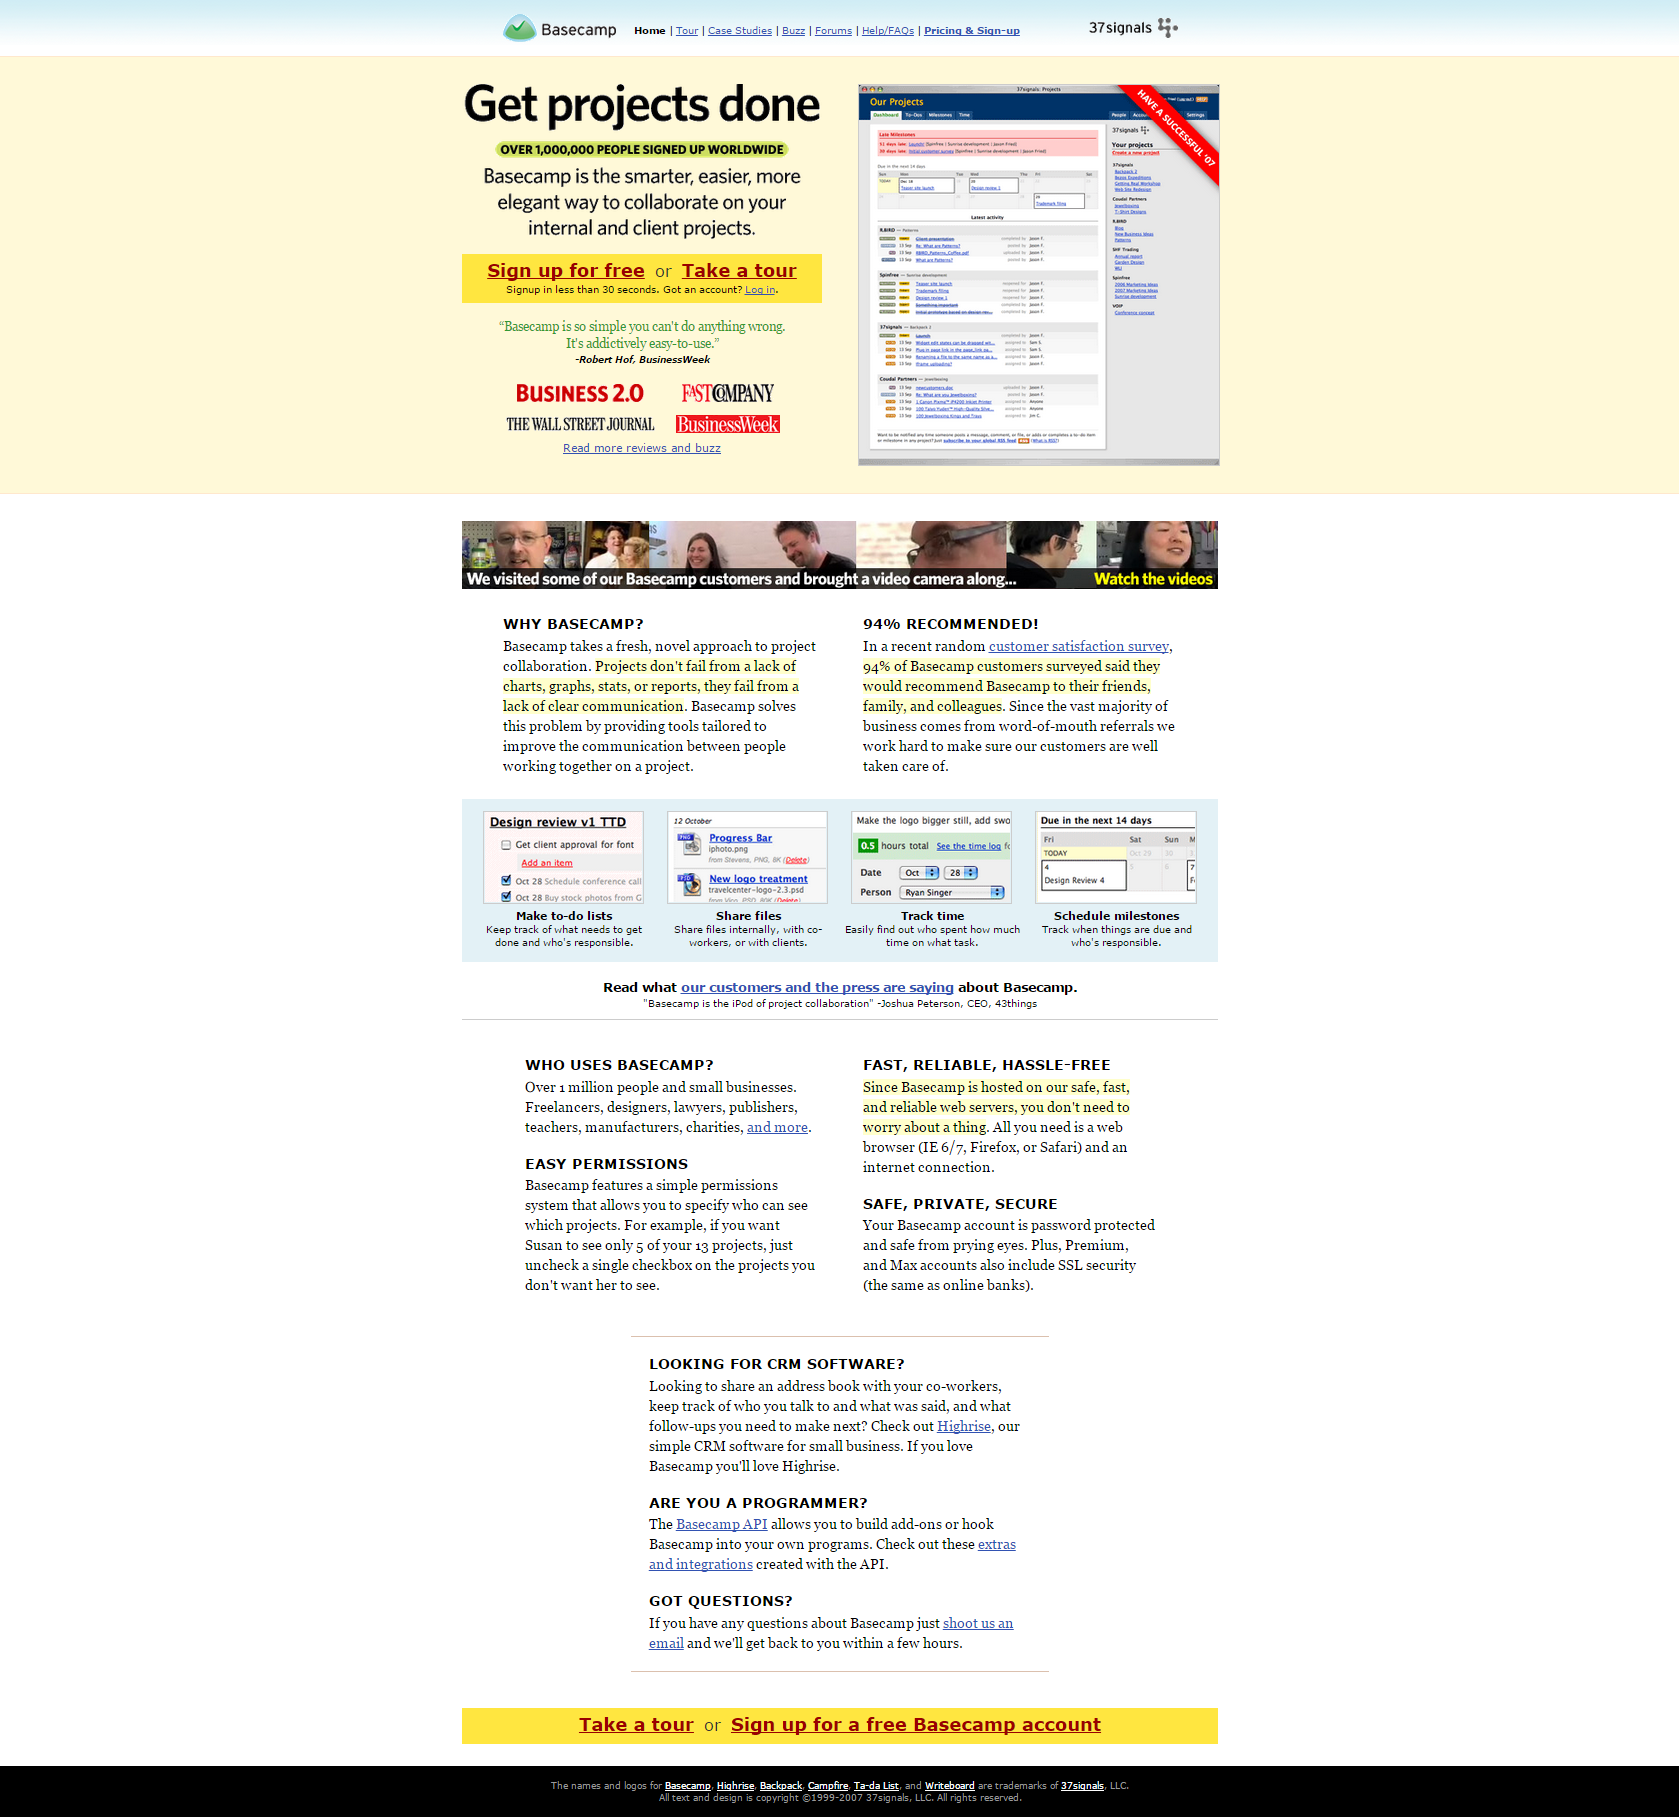 Basecamp
Home | Tour | Case Studies | Buzz | Forums | Help/FAQs | Pricing & Sign-up
37signals
Get projects done
OVER 1,000,000 PEOPLE SIGNED UP WORLDWIDE
Basecamp is the smarter, easier, more
elegant way to collaborate on your
internal and client projects.
Sign up for free or Take a tour
Signup in less than 30 seconds. Got an account? Log in.
“Basecamp is so simple you can't do anything wrong.
It's addictively easy-to-use.”
-Robert Hof, BusinessWeek
BUSINESS 2.0
FAST COMPANY
THE WALL STREET JOURNAL
BusinessWeek
Read more reviews and buzz
37signals: Projects
Our Projects
HAVE A SUCCESSFUL '07
Dashboard To-Dos Milestones Time
People Settings
Late Milestones
Due in the next 14 days
Latest activity
37signals
Your projects
Create a new project
We visited some of our Basecamp customers and brought a video camera along...
Watch the videos
WHY BASECAMP?
Basecamp takes a fresh, novel approach to project
collaboration. Projects don't fail from a lack of
charts, graphs, stats, or reports, they fail from a
lack of clear communication. Basecamp solves
this problem by providing tools tailored to
improve the communication between people
working together on a project.
94% RECOMMENDED!
In a recent random customer satisfaction survey,
94% of Basecamp customers surveyed said they
would recommend Basecamp to their friends,
family, and colleagues. Since the vast majority of
business comes from word-of-mouth referrals we
work hard to make sure our customers are well
taken care of.
Design review v1 TTD
Get client approval for font
Add an item
Oct 28 Schedule conference call
Oct 28 Buy stock photos from G
Make to-do lists
Keep track of what needs to get
done and who's responsible.
12 October
Progress Bar
iphoto.png
from Stevens, PNG, 8K (Delete)
New logo treatment
travelcenter-logo-2.3.psd
Share files
Share files internally, with co-
workers, or with clients.
Make the logo bigger still, add swo
0.5 hours total See the time log fo
Date Oct 28
Person Ryan Singer
Track time
Easily find out who spent how much
time on what task.
Due in the next 14 days
Fri Sat Sun M
TODAY Oct 29 30
4 5 6 7
Design Review 4
Schedule milestones
Track when things are due and
who's responsible.
Read what our customers and the press are saying about Basecamp.
"Basecamp is the iPod of project collaboration" -Joshua Peterson, CEO, 43things
WHO USES BASECAMP?
Over 1 million people and small businesses.
Freelancers, designers, lawyers, publishers,
teachers, manufacturers, charities, and more.
EASY PERMISSIONS
Basecamp features a simple permissions
system that allows you to specify who can see
which projects. For example, if you want
Susan to see only 5 of your 13 projects, just
uncheck a single checkbox on the projects you
don't want her to see.
FAST, RELIABLE, HASSLE-FREE
Since Basecamp is hosted on our safe, fast,
and reliable web servers, you don't need to
worry about a thing. All you need is a web
browser (IE 6/7, Firefox, or Safari) and an
internet connection.
SAFE, PRIVATE, SECURE
Your Basecamp account is password protected
and safe from prying eyes. Plus, Premium,
and Max accounts also include SSL security
(the same as online banks).
LOOKING FOR CRM SOFTWARE?
Looking to share an address book with your co-workers,
keep track of who you talk to and what was said, and what
follow-ups you need to make next? Check out Highrise, our
simple CRM software for small business. If you love
Basecamp you'll love Highrise.
ARE YOU A PROGRAMMER?
The Basecamp API allows you to build add-ons or hook
Basecamp into your own programs. Check out these extras
and integrations created with the API.
GOT QUESTIONS?
If you have any questions about Basecamp just shoot us an
email and we'll get back to you within a few hours.
Take a tour or Sign up for a free Basecamp account
The names and logos for Basecamp, Highrise, Backpack, Campfire, Ta-da List, and Writeboard are trademarks of 37signals, LLC.
All text and design is copyright ©1999-2007 37signals, LLC. All rights reserved.